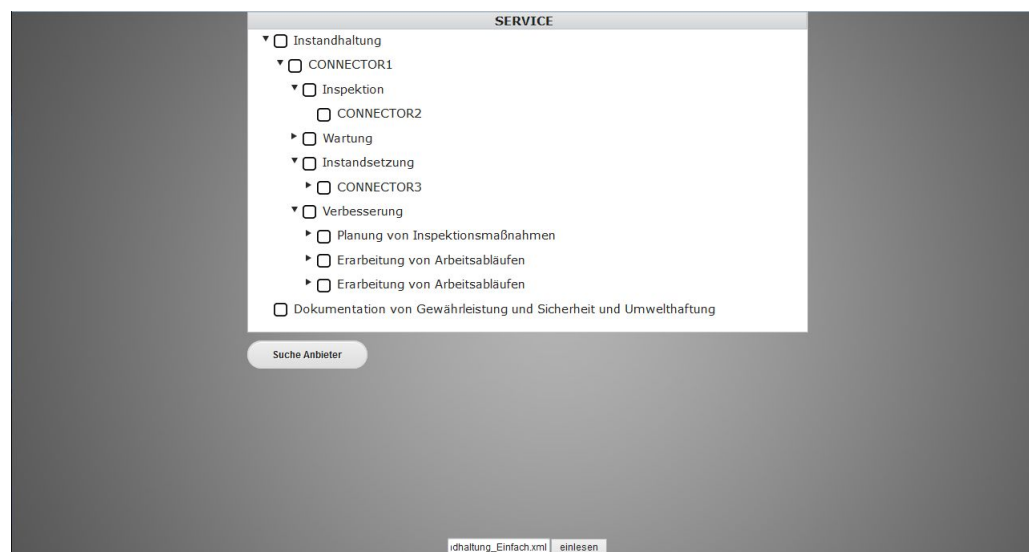 SERVICE
Instandhaltung
CONNECTOR1
Inspektion
CONNECTOR2
Wartung
Instandsetzung
CONNECTOR3
Verbesserung
Planung von Inspektionsmaßnahmen
Erarbeitung von Arbeitsabläufen
Erarbeitung von Arbeitsabläufen
Dokumentation von Gewährleistung und Sicherheit und Umwelthaftung
Suche Anbieter
dhaltung_Einfach.xml einlesen